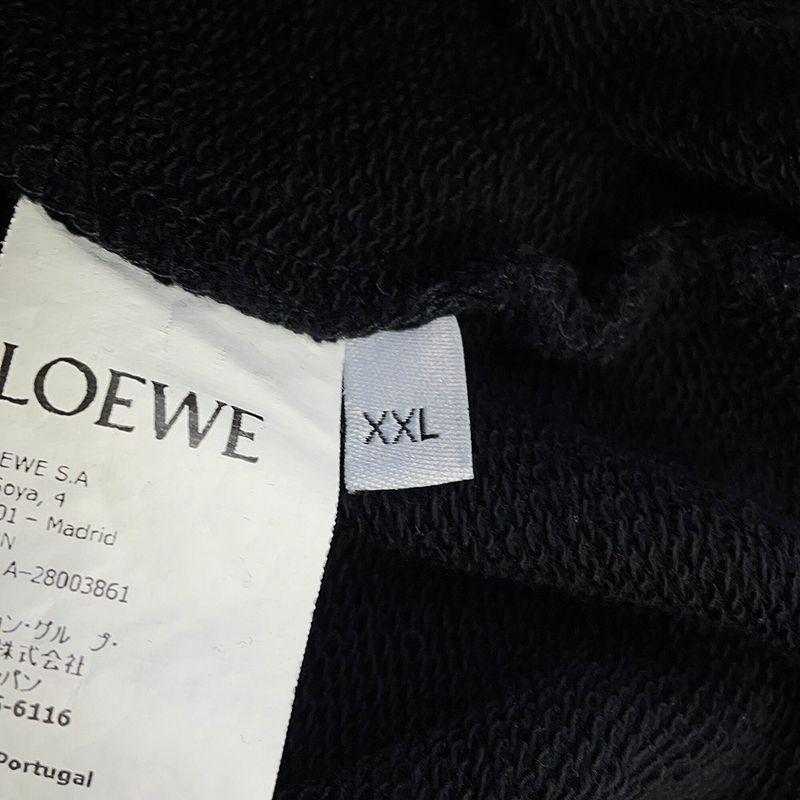 LOEWE
EWE S.A
Goya, 4
01 – Madrid
N
A-28003861
ン・グループ
株式会社
パン
-6116
Portugal
XXL